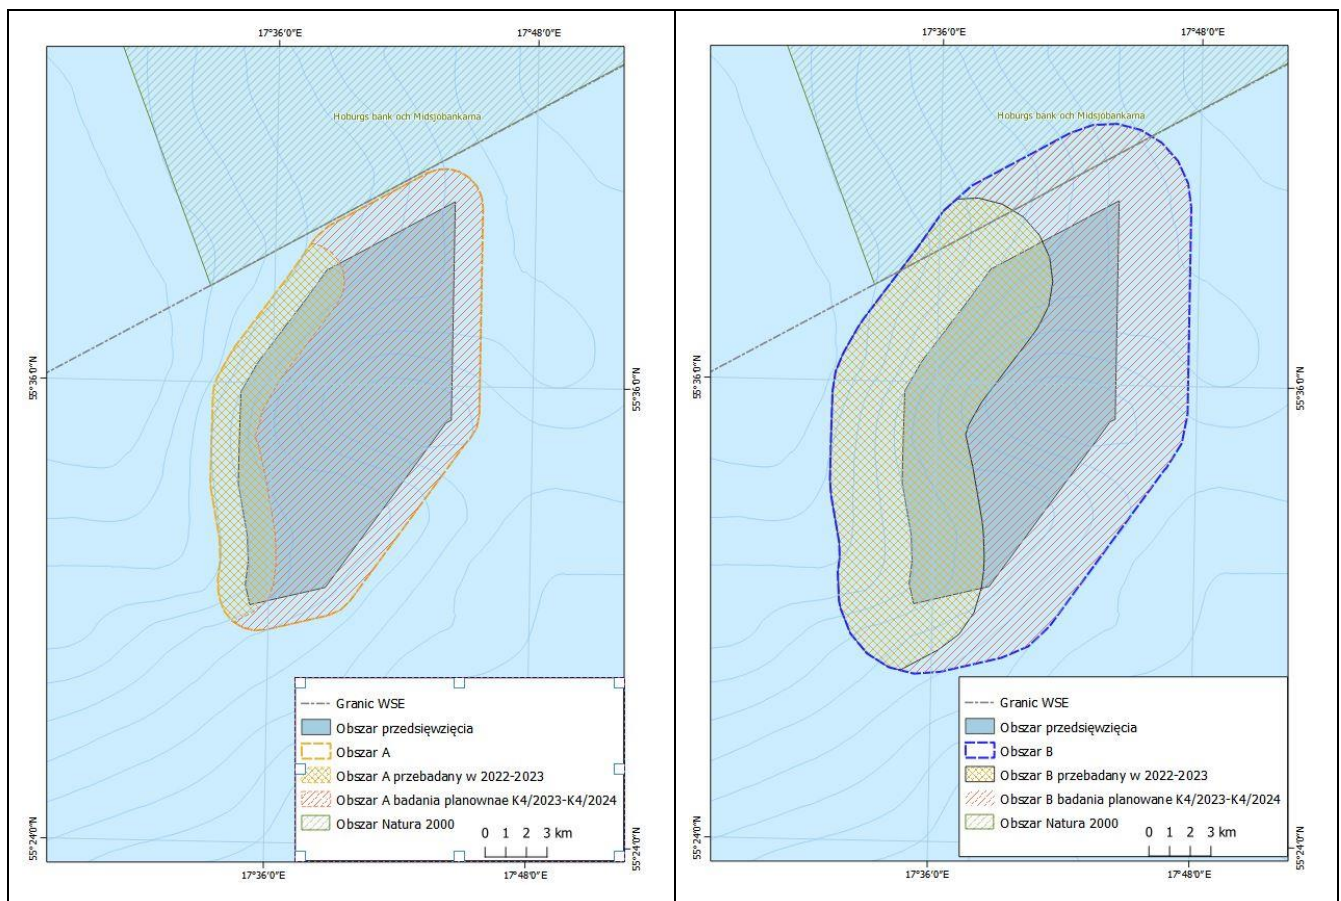 17°36'0"E
17°48'0"E
Hoburgs bank och Midsjöbankarna
55°36'0"N
55°36'0"N
Granic WSE
Obszar przedsięwzięcia
Obszar A
Obszar A przebadany w 2022-2023
Obszar A badania planownae K4/2023-K4/2024
Obszar Natura 2000
0 1 2 3 km
55°24'0"N
55°24'0"N
17°36'0"E
17°48'0"E
17°36'0"E
17°48'0"E
Hoburgs bank och Midsjöbankarna
55°36'0"N
55°36'0"N
Granic WSE
Obszar przedsięwzięcia
Obszar B
Obszar B przebadany w 2022-2023
Obszar B badania planowane K4/2023-K4/2024
Obszar Natura 2000
0 1 2 3 km
55°24'0"N
55°24'0"N
17°36'0"E
17°48'0"E